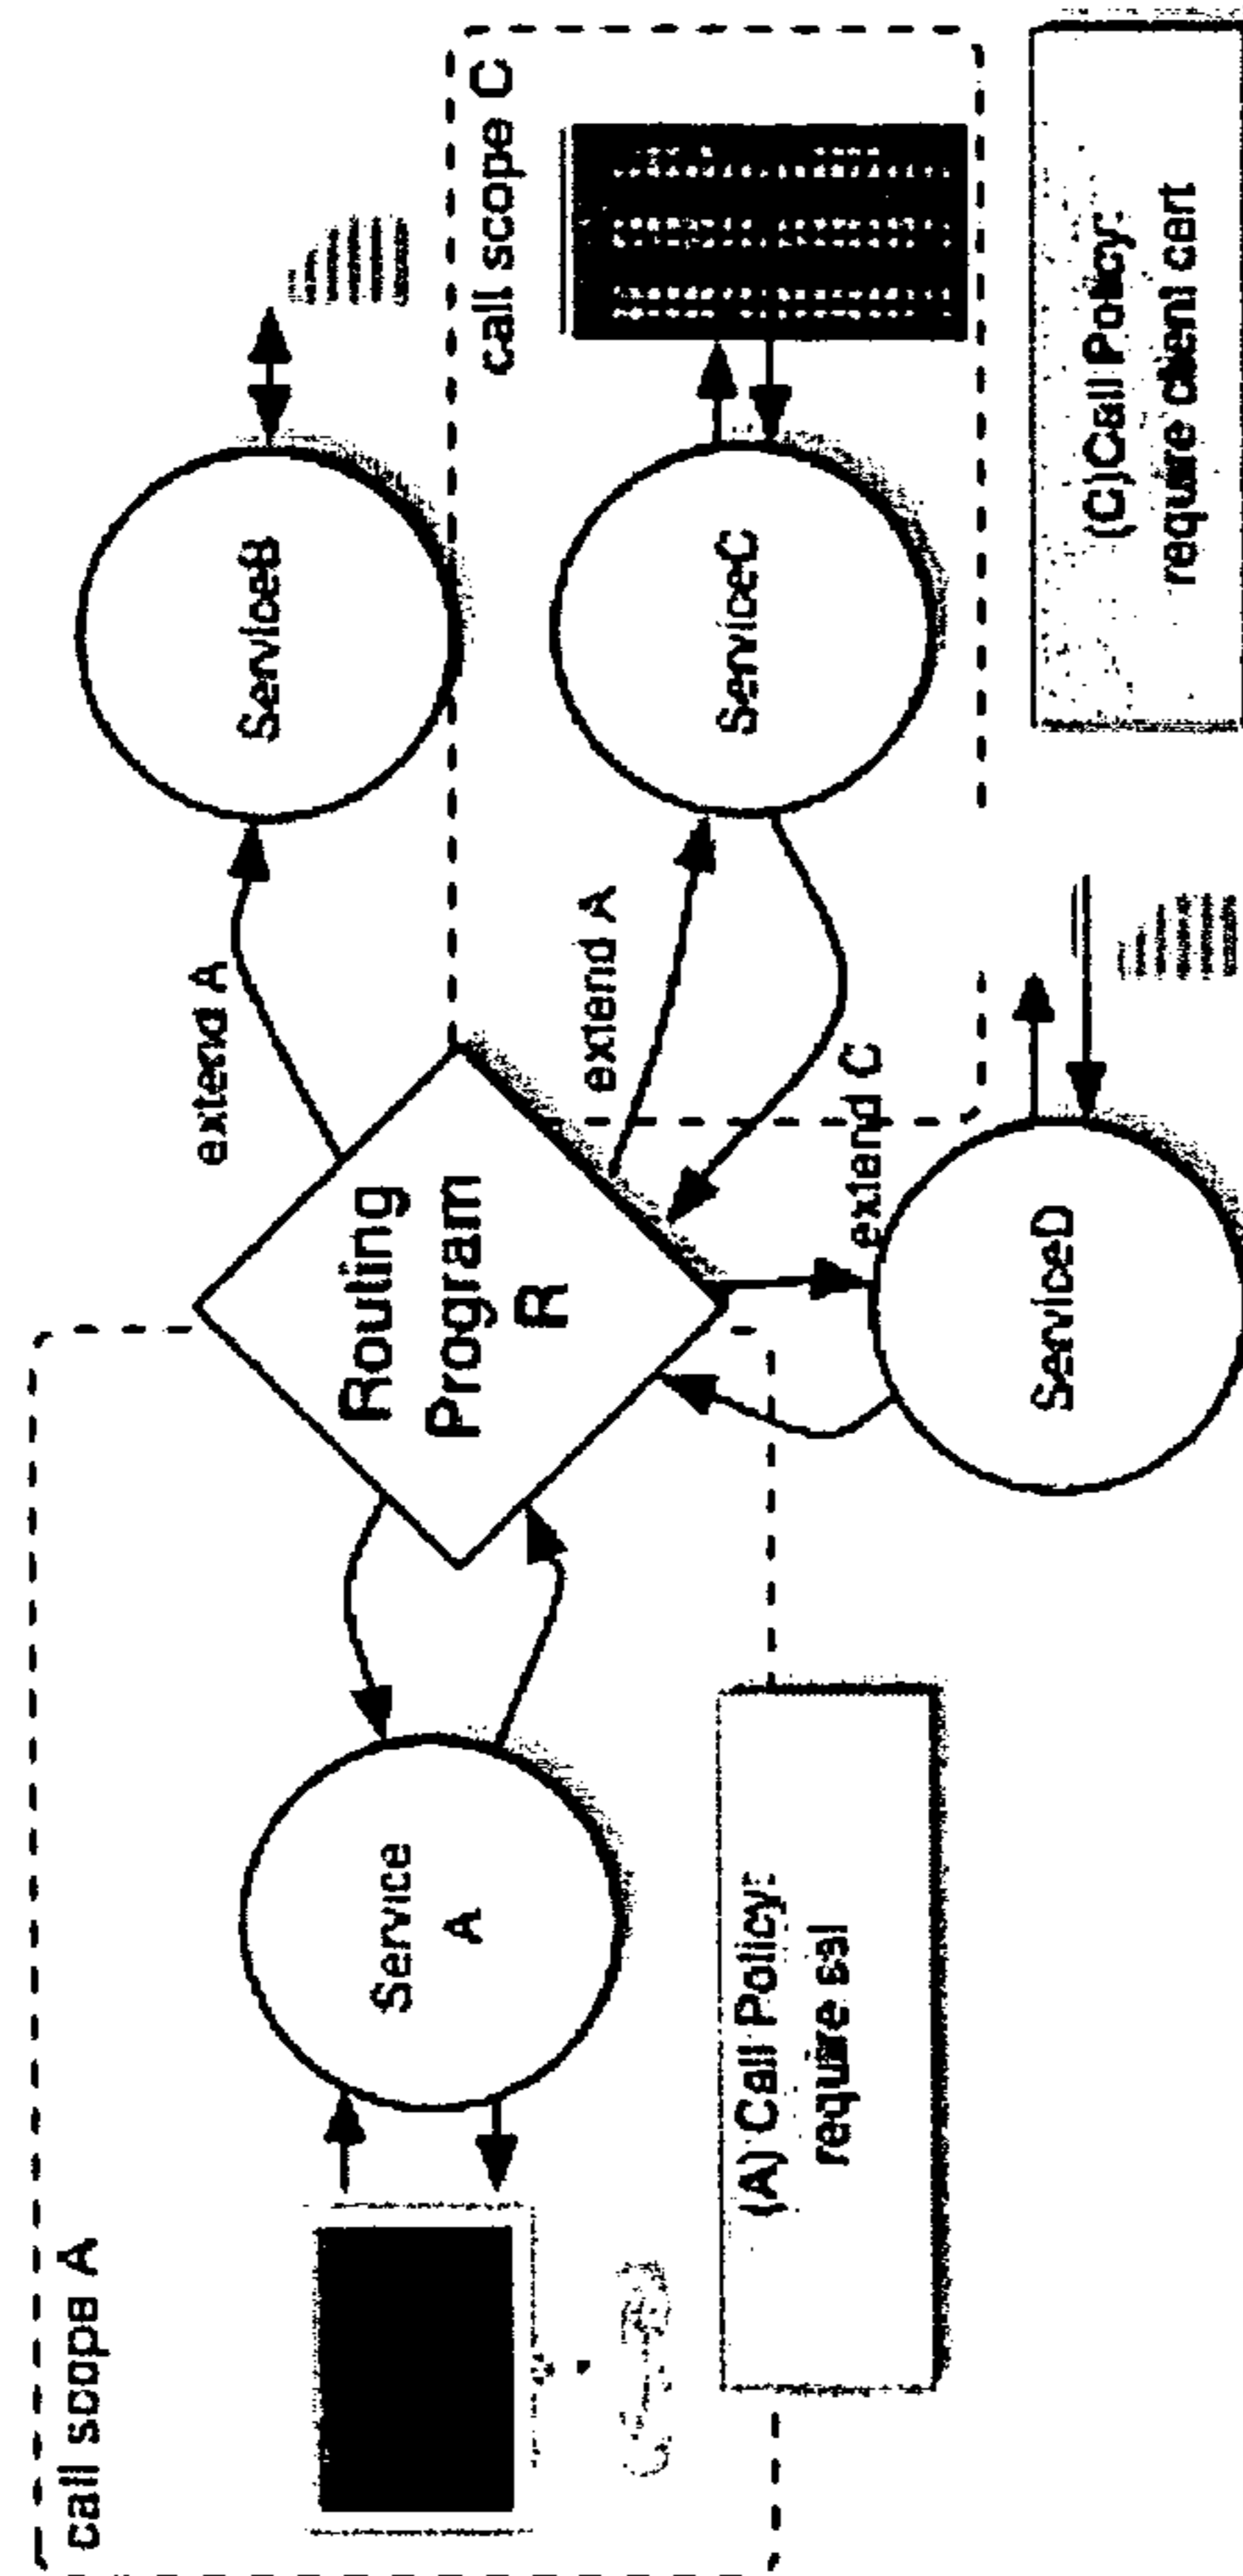 call scope A
Service
A
(A) Call Policy:
require ssl
Routing
Program
R
extend A
ServiceB
extend A
ServiceC
call scope C
extend C
ServiceD
(C) Call Policy:
require client cert